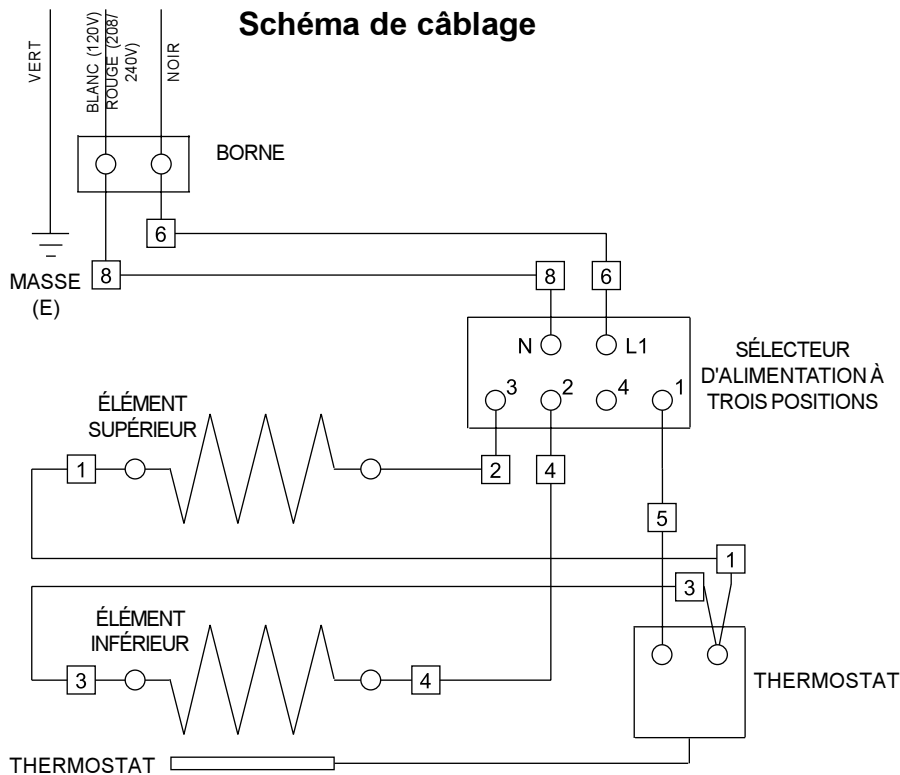 Schéma de câblage
VERT
BLANC (120V)
ROUGE (208/
240V)
NOIR
BORNE
6
MASSE
(E)
8
8
6
N
L1
3
2
4
1
SÉLECTEUR
D'ALIMENTATION À
TROIS POSITIONS
ÉLÉMENT
SUPÉRIEUR
1
2
4
5
1
3
ÉLÉMENT
INFÉRIEUR
3
4
THERMOSTAT
THERMOSTAT